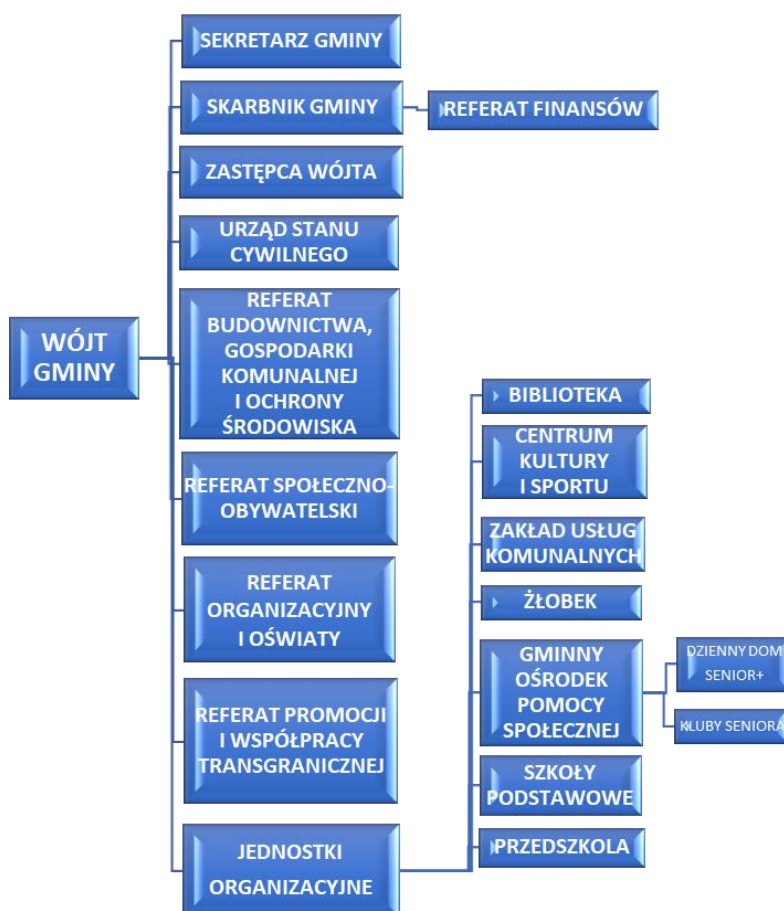 WÓJT
GMINY
SEKRETARZ GMINY
SKARBNIK GMINY
REFERAT FINANSÓW
ZASTĘPCA WÓJTA
URZĄD STANU
CYWILNEGO
REFERAT
BUDOWNICTWA,
GOSPODARKI
KOMUNALNEJ
I OCHRONY
ŚRODOWISKA
REFERAT SPOŁECZNO-
OBYWATELSKI
REFERAT
ORGANIZACYJNY
I OŚWIATY
REFERAT PROMOCJI
I WSPÓŁPRACY
TRANSGRANICZNEJ
JEDNOSTKI
ORGANIZACYJNE
BIBLIOTEKA
CENTRUM
KULTURY
I SPORTU
ZAKŁAD USŁUG
KOMUNALNYCH
ŻŁOBEK
GMINNY
OŚRODEK
POMOCY
SPOŁECZNEJ
DZIENNY DOM
SENIOR+
KLUBY SENIORA
SZKOŁY
PODSTAWOWE
PRZEDSZKOLA